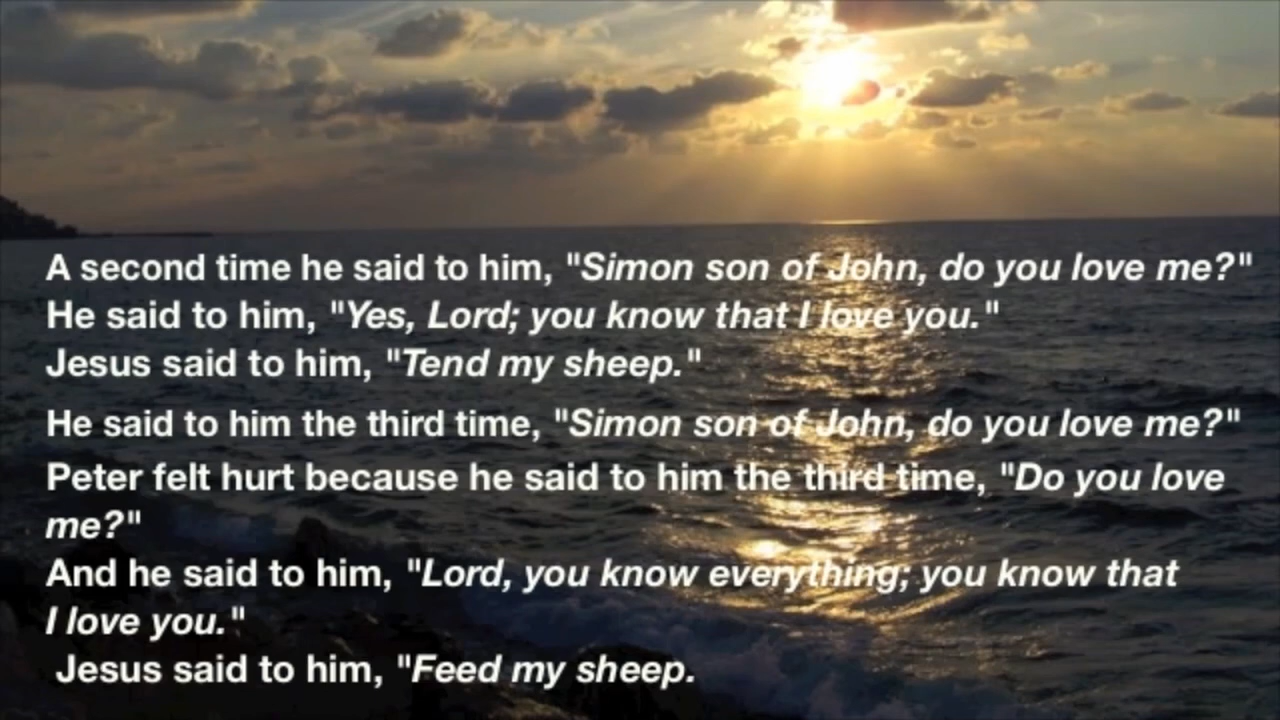 A second time he said to him, "Simon son of John, do you love me?"
He said to him, "Yes, Lord; you know that I love you."
Jesus said to him, "Tend my sheep."
He said to him the third time, "Simon son of John, do you love me?"
Peter felt hurt because he said to him the third time, "Do you love
me?"
And he said to him, "Lord, you know everything; you know that
I love you."
Jesus said to him, "Feed my sheep.